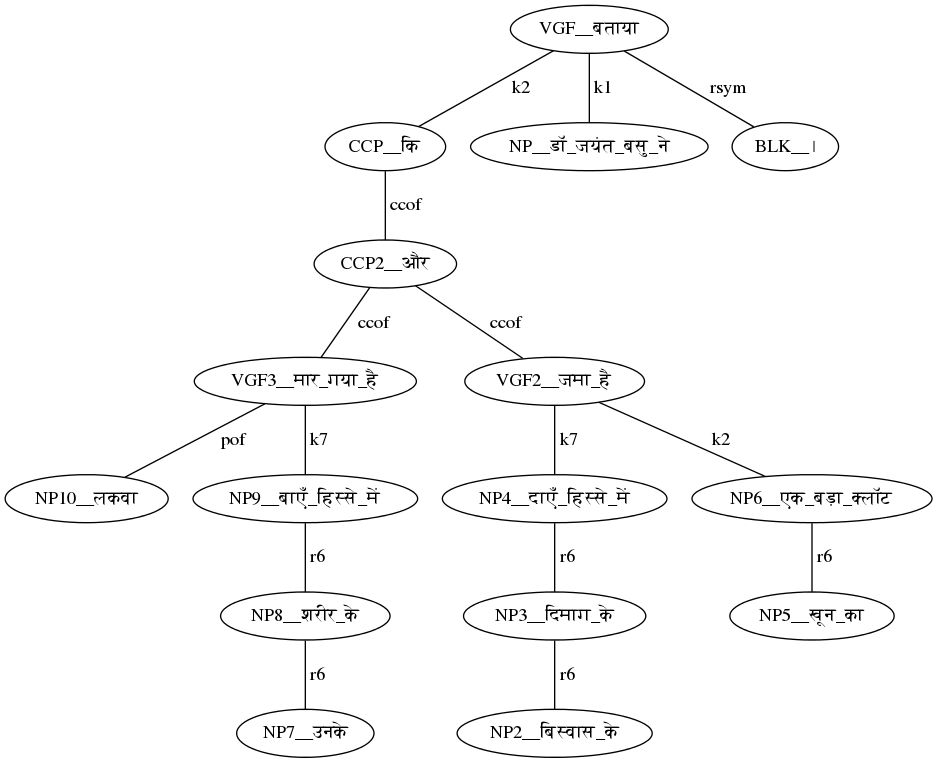 VGF__बताया
k2 k1 rsym
CCP__कि NP__डॉ_जयंत_बसु_ने BLK__।
ccof
CCP2__और
ccof ccof
VGF3__मार_गया_है VGF2__जमा_है
pof k7 k7 k2
NP10__लकवा NP9__बाएँ_हिस्से_में NP4__दाएँ_हिस्से_में NP6__एक_बड़ा_क्लॉट
r6 r6 r6
NP8__शरीर_के NP3__दिमाग_के NP5__खून_का
r6 r6
NP7__उनके NP2__बिस्वास_के